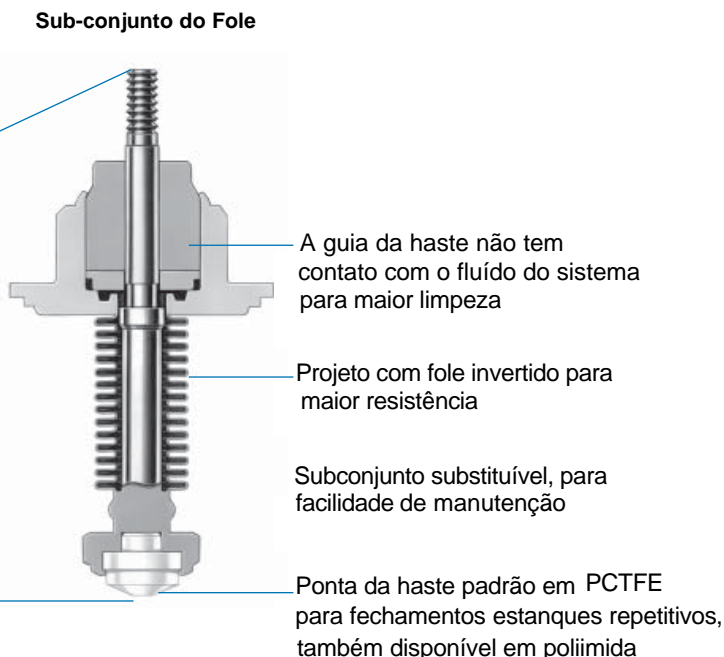 Sub-conjunto do Fole
A guia da haste não tem
contato com o fluído do sistema
para maior limpeza
Projeto com fole invertido para
maior resistência
Subconjunto substituível, para
facilidade de manutenção
Ponta da haste padrão em PCTFE
para fechamentos estanques repetitivos,
também disponível em poliimida